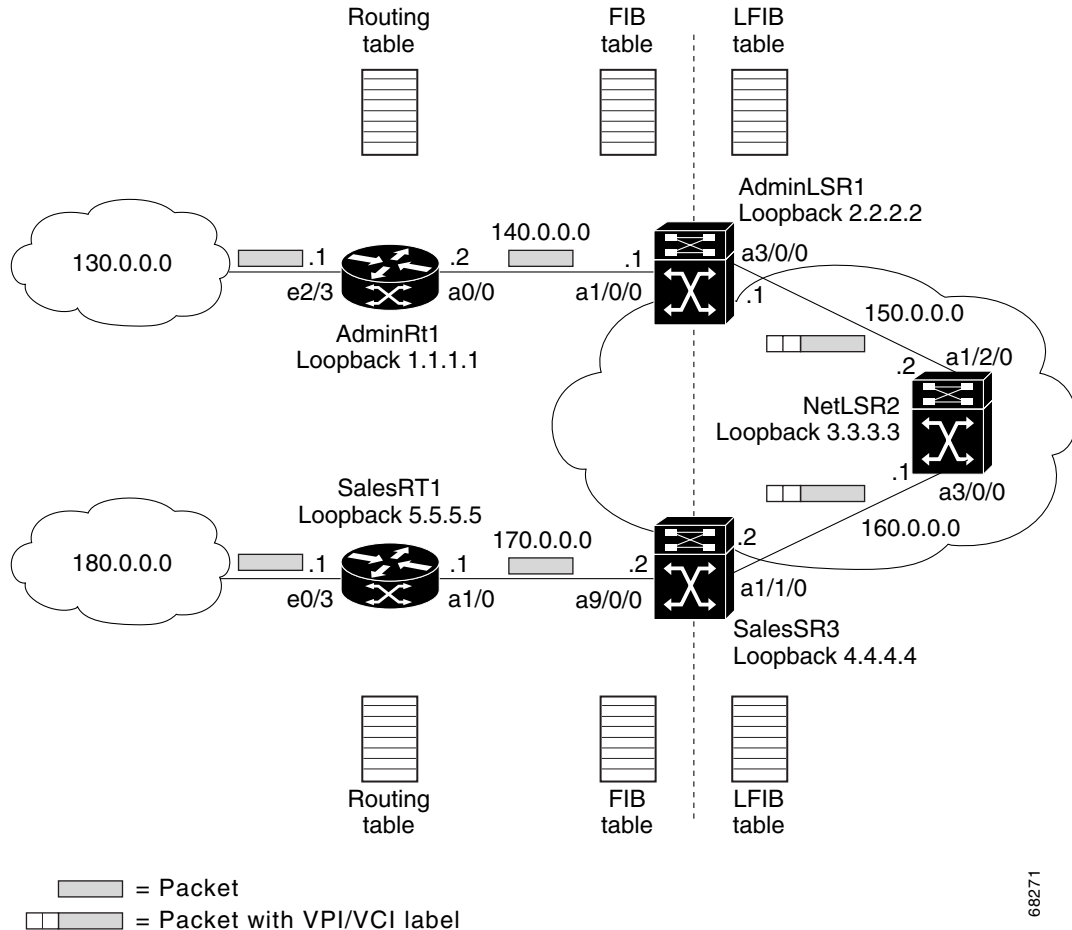 Routing
table
FIB
table
LFIB
table
AdminLSR1
Loopback 2.2.2.2
130.0.0.0
.1
e2/3
.2
a0/0
140.0.0.0
.1
a1/0/0
a3/0/0
.1
AdminRt1
Loopback 1.1.1.1
150.0.0.0
.2
a1/2/0
NetLSR2
Loopback 3.3.3.3
.1
a3/0/0
160.0.0.0
SalesRT1
Loopback 5.5.5.5
180.0.0.0
.1
e0/3
.1
a1/0
170.0.0.0
.2
a9/0/0
.2
a1/1/0
SalesSR3
Loopback 4.4.4.4
Routing
table
FIB
table
LFIB
table
= Packet
= Packet with VPI/VCI label
68271